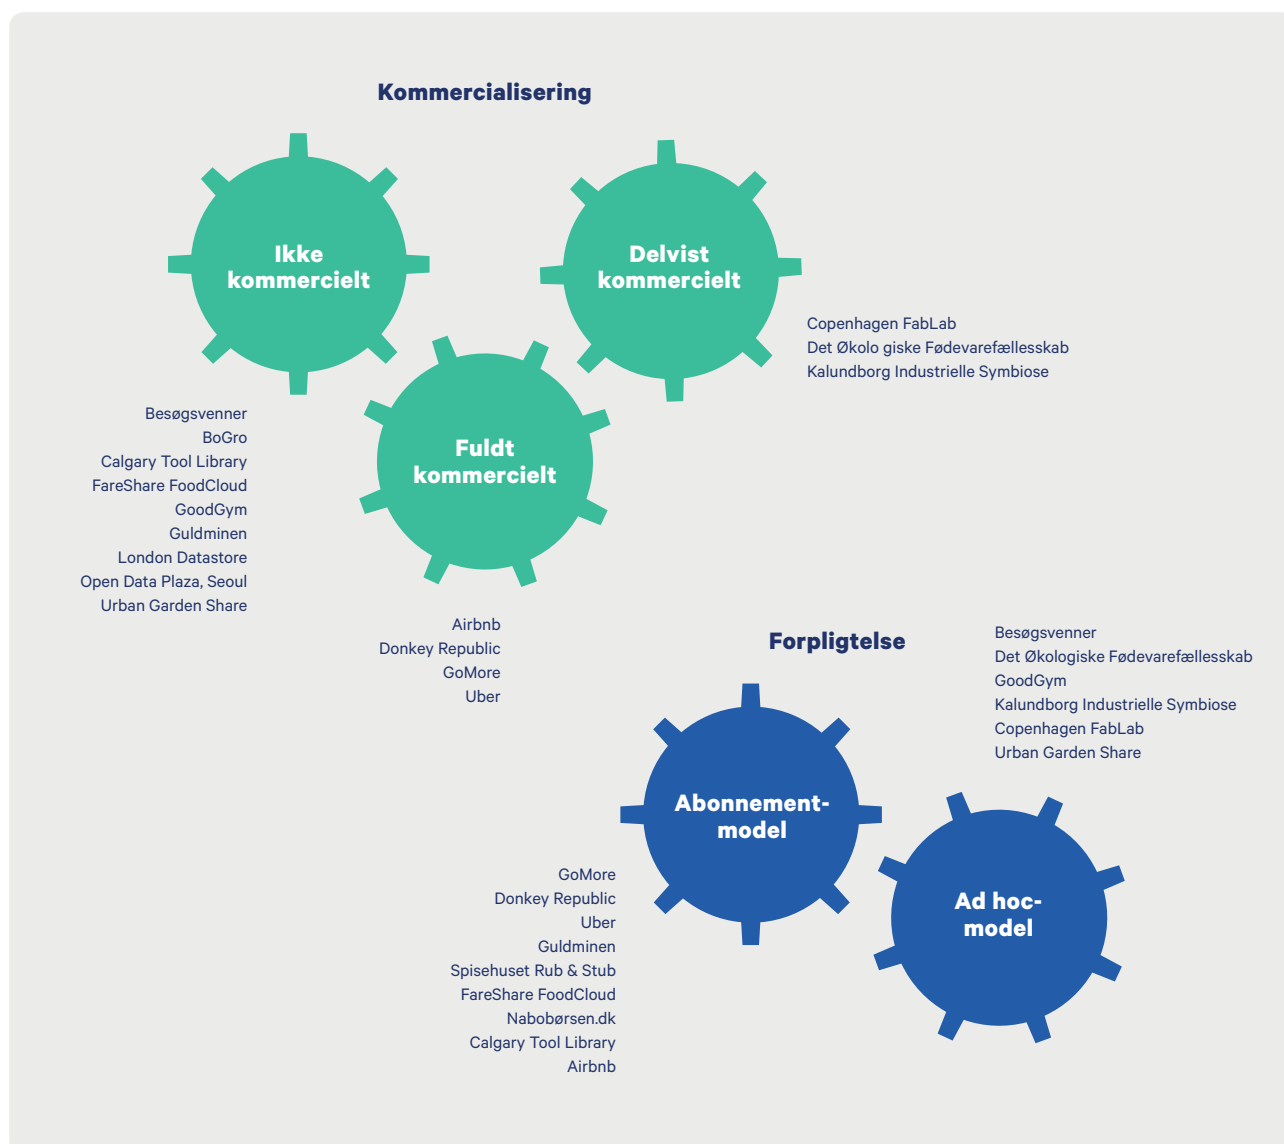 Kommercialisering
Ikke
kommercielt
Delvist
kommercielt
Copenhagen FabLab
Det Økolo giske Fødevarefællesskab
Kalundborg Industrielle Symbiose
Fuldt
kommercielt
Besøgsvenner
BoGro
Calgary Tool Library
FareShare FoodCloud
GoodGym
Guldminen
London Datastore
Open Data Plaza, Seoul
Urban Garden Share
Airbnb
Donkey Republic
GoMore
Uber
Forpligtelse
Besøgsvenner
Det Økologiske Fødevarefællesskab
GoodGym
Kalundborg Industrielle Symbiose
Copenhagen FabLab
Urban Garden Share
Abonnement-
model
Ad hoc-
model
GoMore
Donkey Republic
Uber
Guldminen
Spisehuset Rub & Stub
FareShare FoodCloud
Nabobørsen.dk
Calgary Tool Library
Airbnb